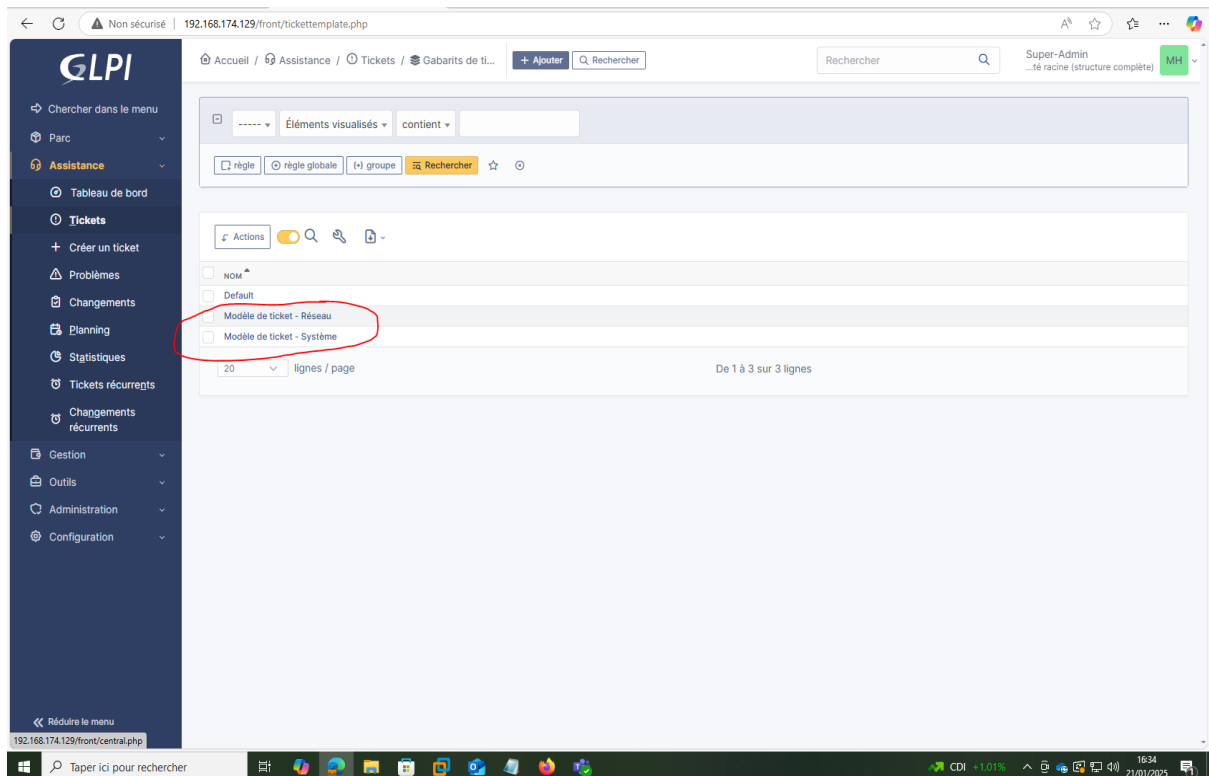 Non sécurisé | 192.168.174.129/front/tickettemplate.php
GLPI
Accueil / Assistance / Tickets / Gabarits de ti... + Ajouter Rechercher Rechercher Super-Admin MH
...té racine (structure complète)
Chercher dans le menu
Parc
Assistance
Tableau de bord
Tickets
+ Créer un ticket
Problèmes
Changements
Planning
Statistiques
Tickets récurrents
Changements
récurrents
Gestion
Outils
Administration
Configuration
Réduire le menu
----- Éléments visualisés contient
règle règle globale (+) groupe Rechercher
Actions
NOM
Default
Modèle de ticket - Réseau
Modèle de ticket - Système
20 lignes / page De 1 à 3 sur 3 lignes
192.168.174.129/front/central.php
Taper ici pour rechercher CDI +1,01% 16:34
21/01/2025